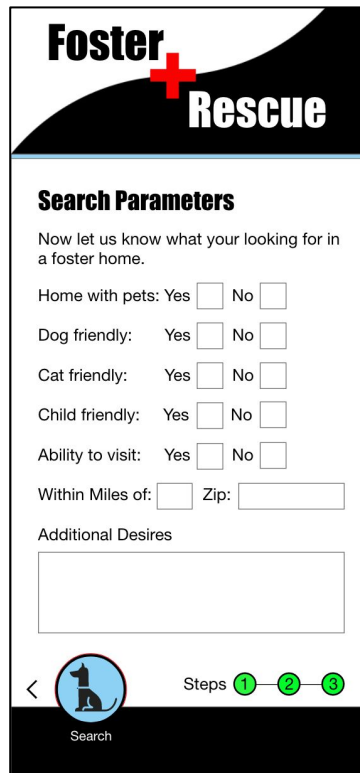 Foster
Rescue
Search Parameters
Now let us know what your looking for in
a foster home.
Home with pets: Yes No
Dog friendly: Yes No
Cat friendly: Yes No
Child friendly: Yes No
Ability to visit: Yes No
Within Miles of: Zip:
Additional Desires
Steps 1 2 3
Search